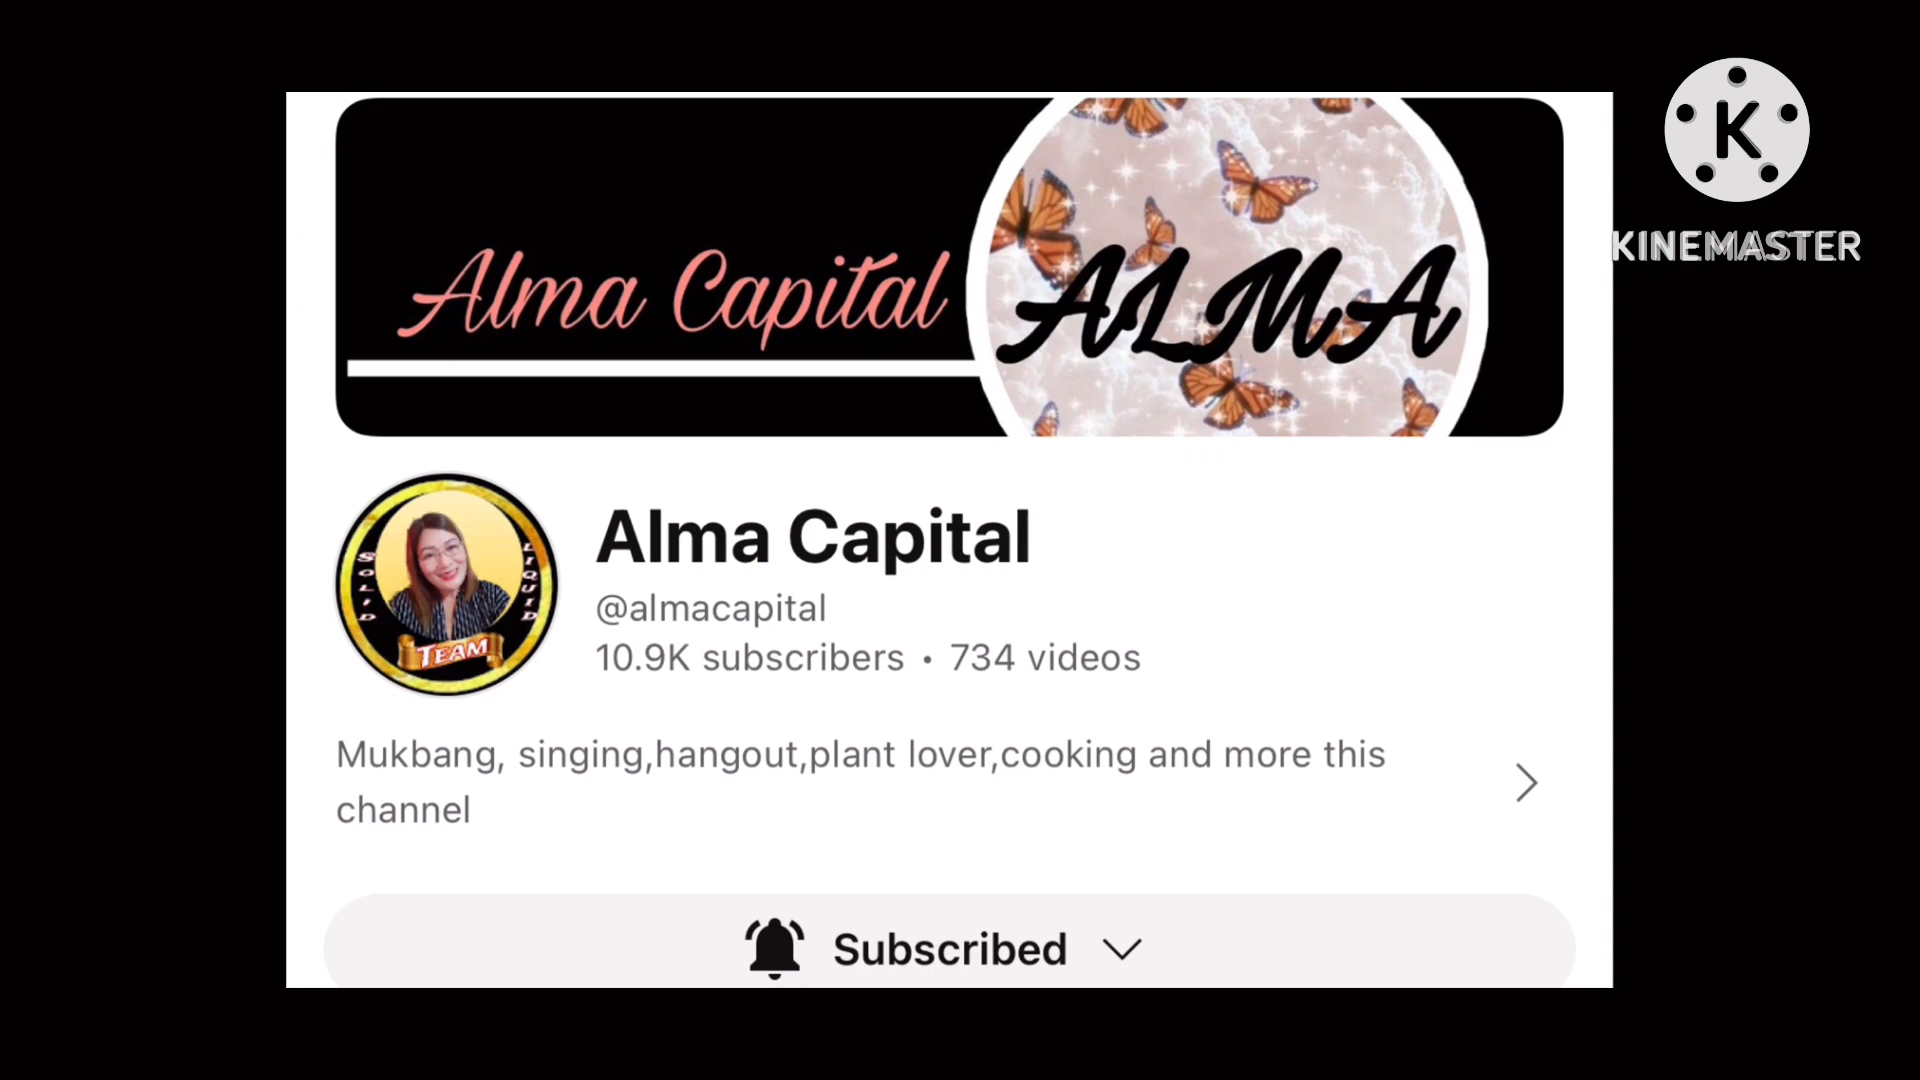 Alma Capital
ALMA
K
KINEMASTER
SOLID
LIQUID
TEAM
Alma Capital
@almacapital
10.9K subscribers • 734 videos
Mukbang, singing,hangout,plant lover,cooking and more this
channel
Subscribed